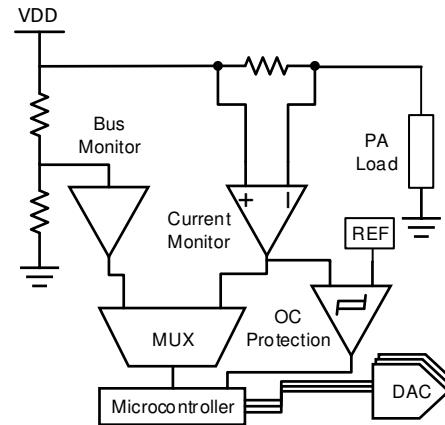 VDD
Bus
Monitor
PA
Load
+ −
Current
Monitor
REF
OC
Protection
MUX
Microcontroller
DAC